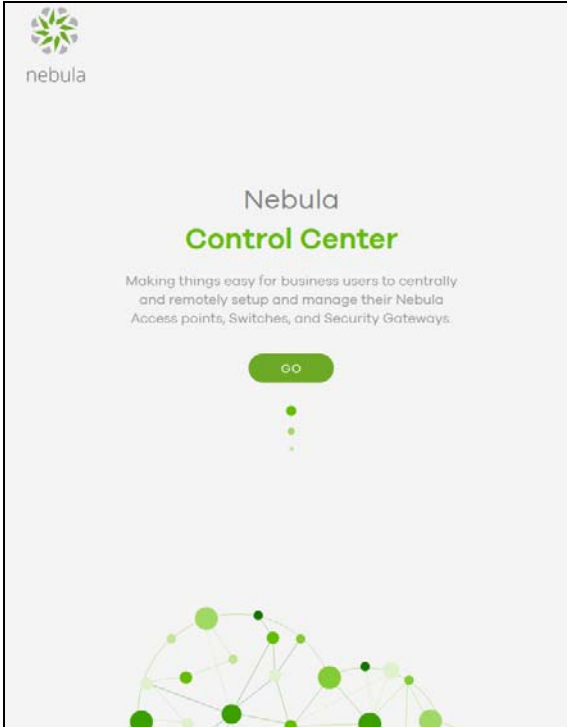 nebula
Nebula
Control Center
Making things easy for business users to centrally
and remotely setup and manage their Nebula
Access points, Switches, and Security Gateways.
GO